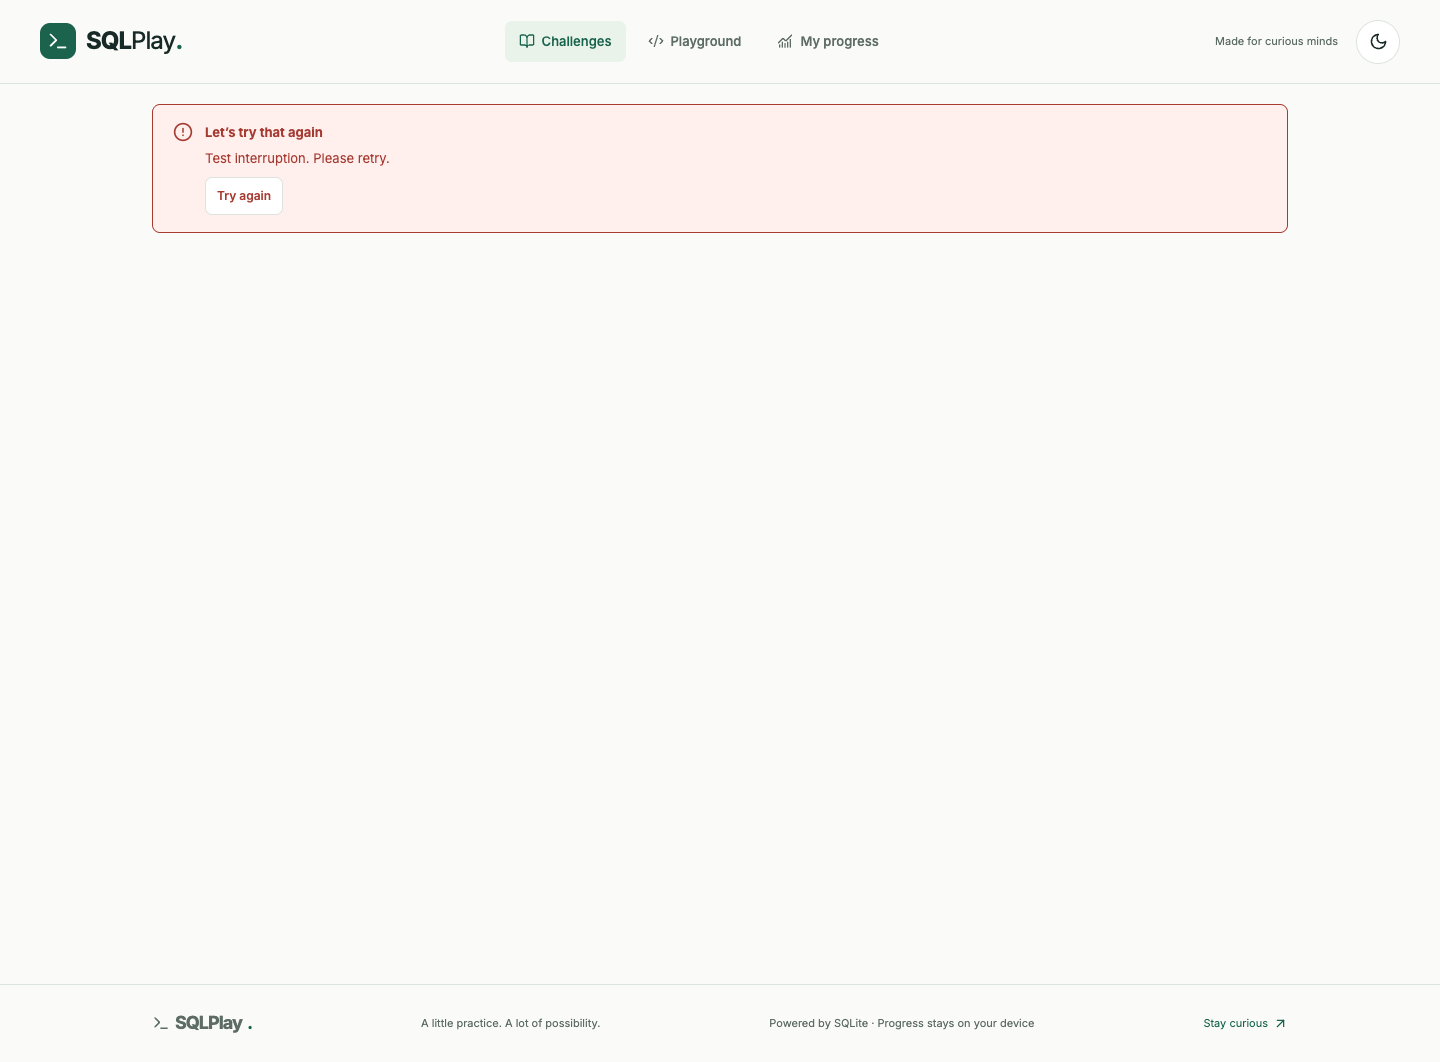 SQLPlay.
Challenges
Playground
My progress
Made for curious minds
Let’s try that again
Test interruption. Please retry.
Try again
SQLPlay .
A little practice. A lot of possibility.
Powered by SQLite · Progress stays on your device
Stay curious